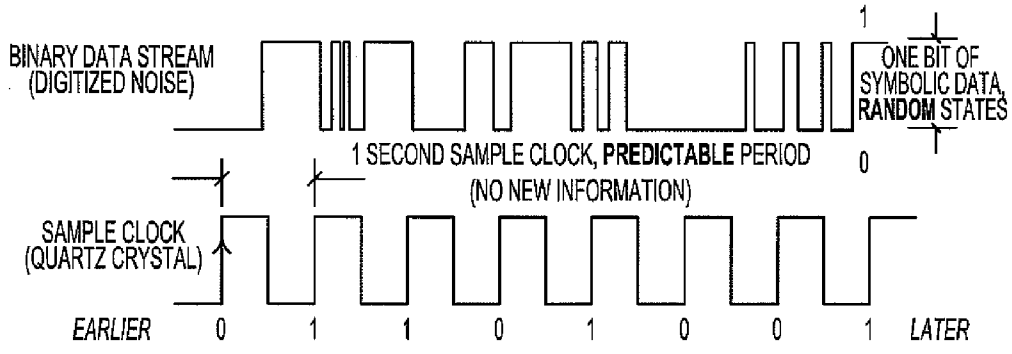 1
BINARY DATA STREAM
(DIGITIZED NOISE)
ONE BIT OF
SYMBOLIC DATA,
RANDOM STATES
1 SECOND SAMPLE CLOCK, PREDICTABLE PERIOD
0
(NO NEW INFORMATION)
SAMPLE CLOCK
(QUARTZ CRYSTAL)
EARLIER 0 1 1 0 1 0 0 1 LATER